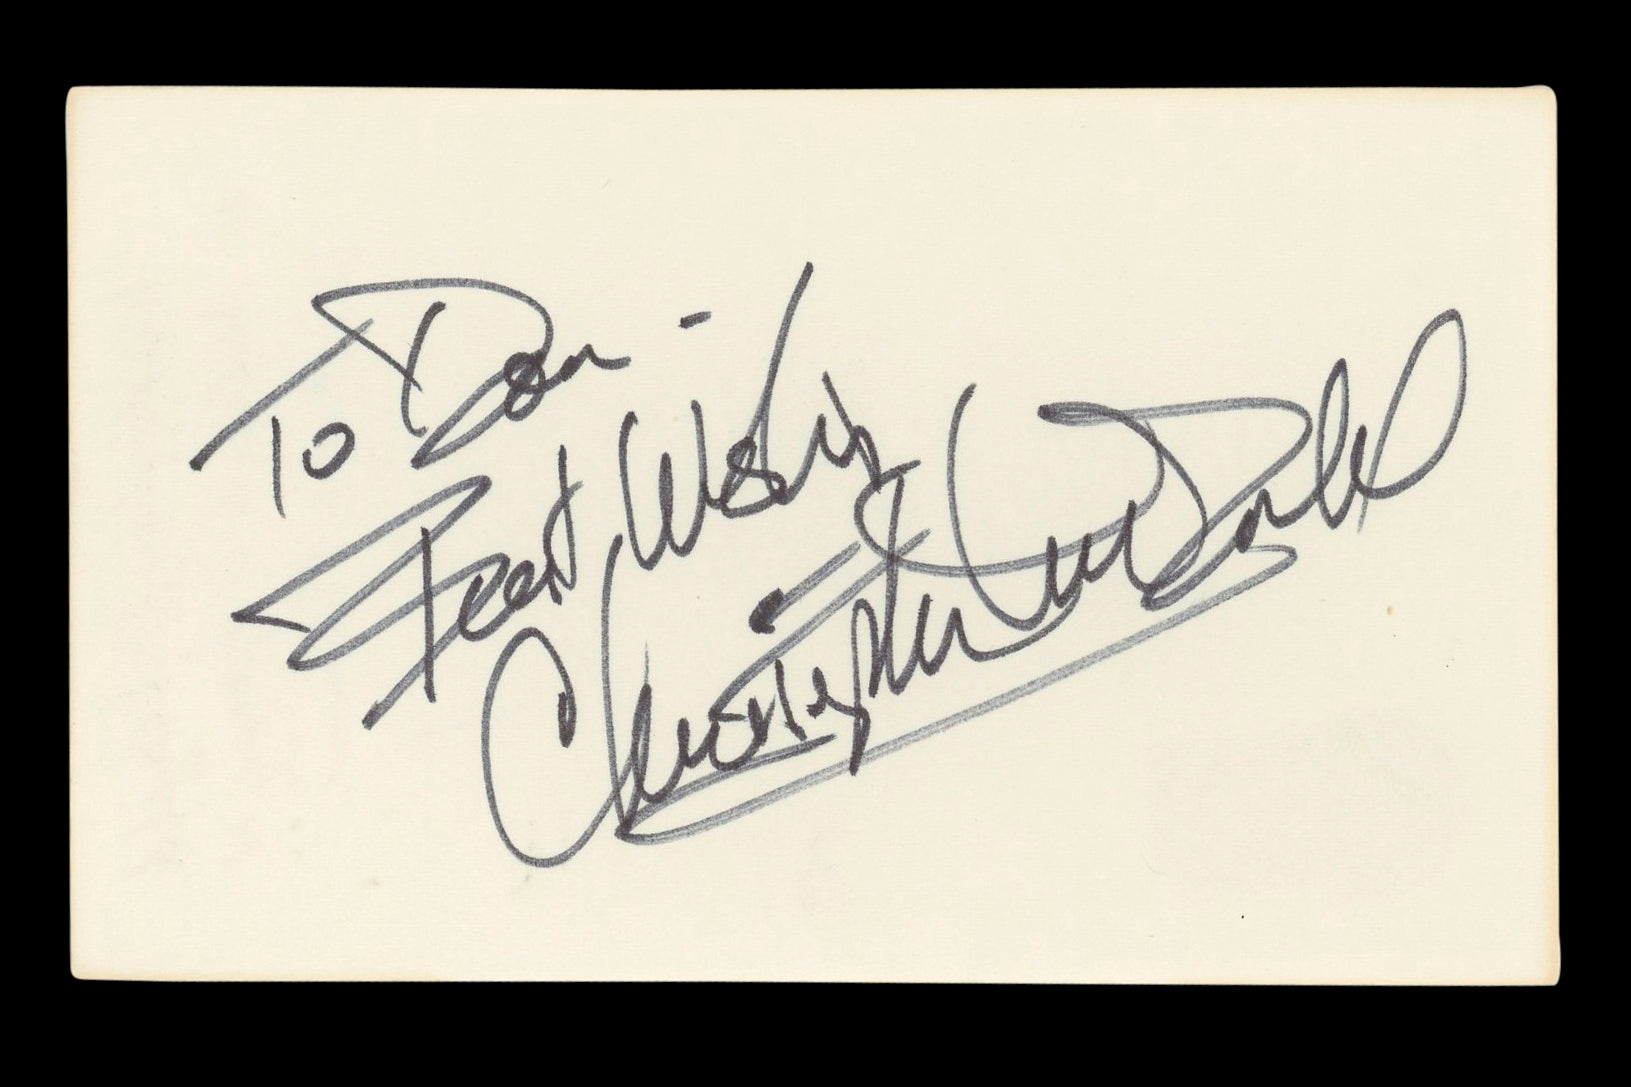 To Don -
Best Wishes
Christopher